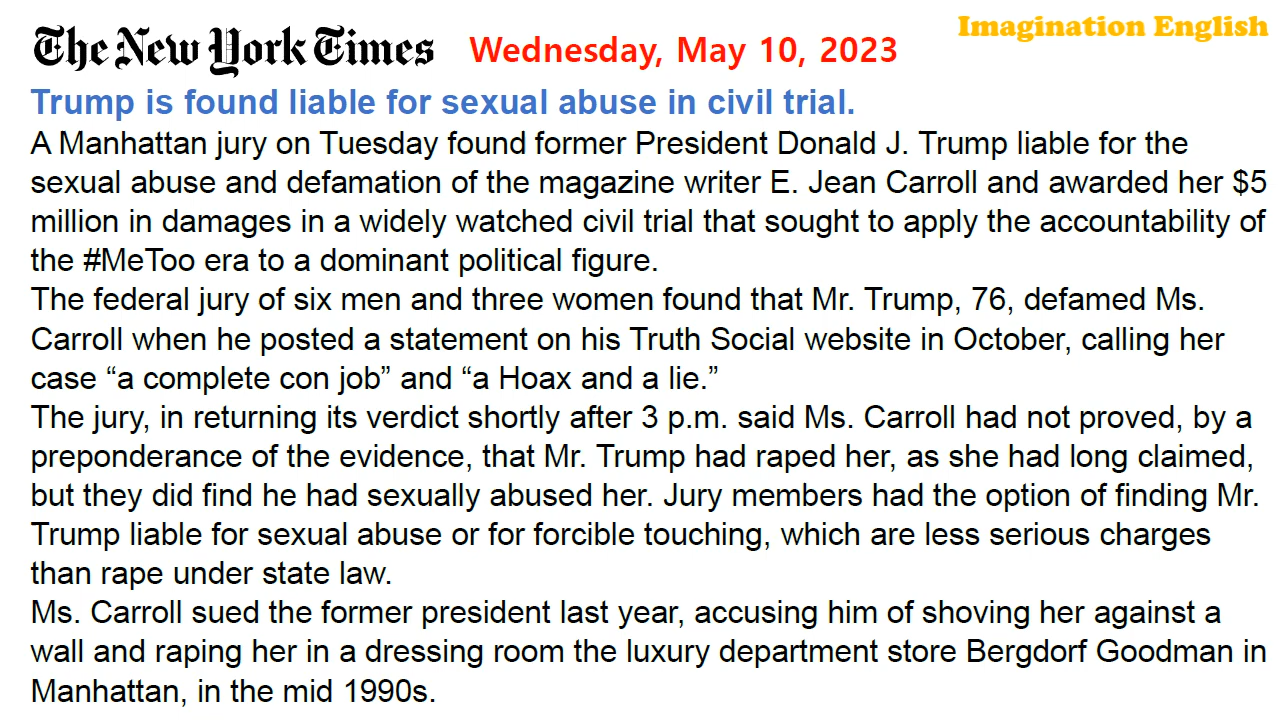 The New York Times Wednesday, May 10, 2023 Imagination English
Trump is found liable for sexual abuse in civil trial.
A Manhattan jury on Tuesday found former President Donald J. Trump liable for the
sexual abuse and defamation of the magazine writer E. Jean Carroll and awarded her $5
million in damages in a widely watched civil trial that sought to apply the accountability of
the #MeToo era to a dominant political figure.
The federal jury of six men and three women found that Mr. Trump, 76, defamed Ms.
Carroll when he posted a statement on his Truth Social website in October, calling her
case “a complete con job” and “a Hoax and a lie.”
The jury, in returning its verdict shortly after 3 p.m. said Ms. Carroll had not proved, by a
preponderance of the evidence, that Mr. Trump had raped her, as she had long claimed,
but they did find he had sexually abused her. Jury members had the option of finding Mr.
Trump liable for sexual abuse or for forcible touching, which are less serious charges
than rape under state law.
Ms. Carroll sued the former president last year, accusing him of shoving her against a
wall and raping her in a dressing room the luxury department store Bergdorf Goodman in
Manhattan, in the mid 1990s.